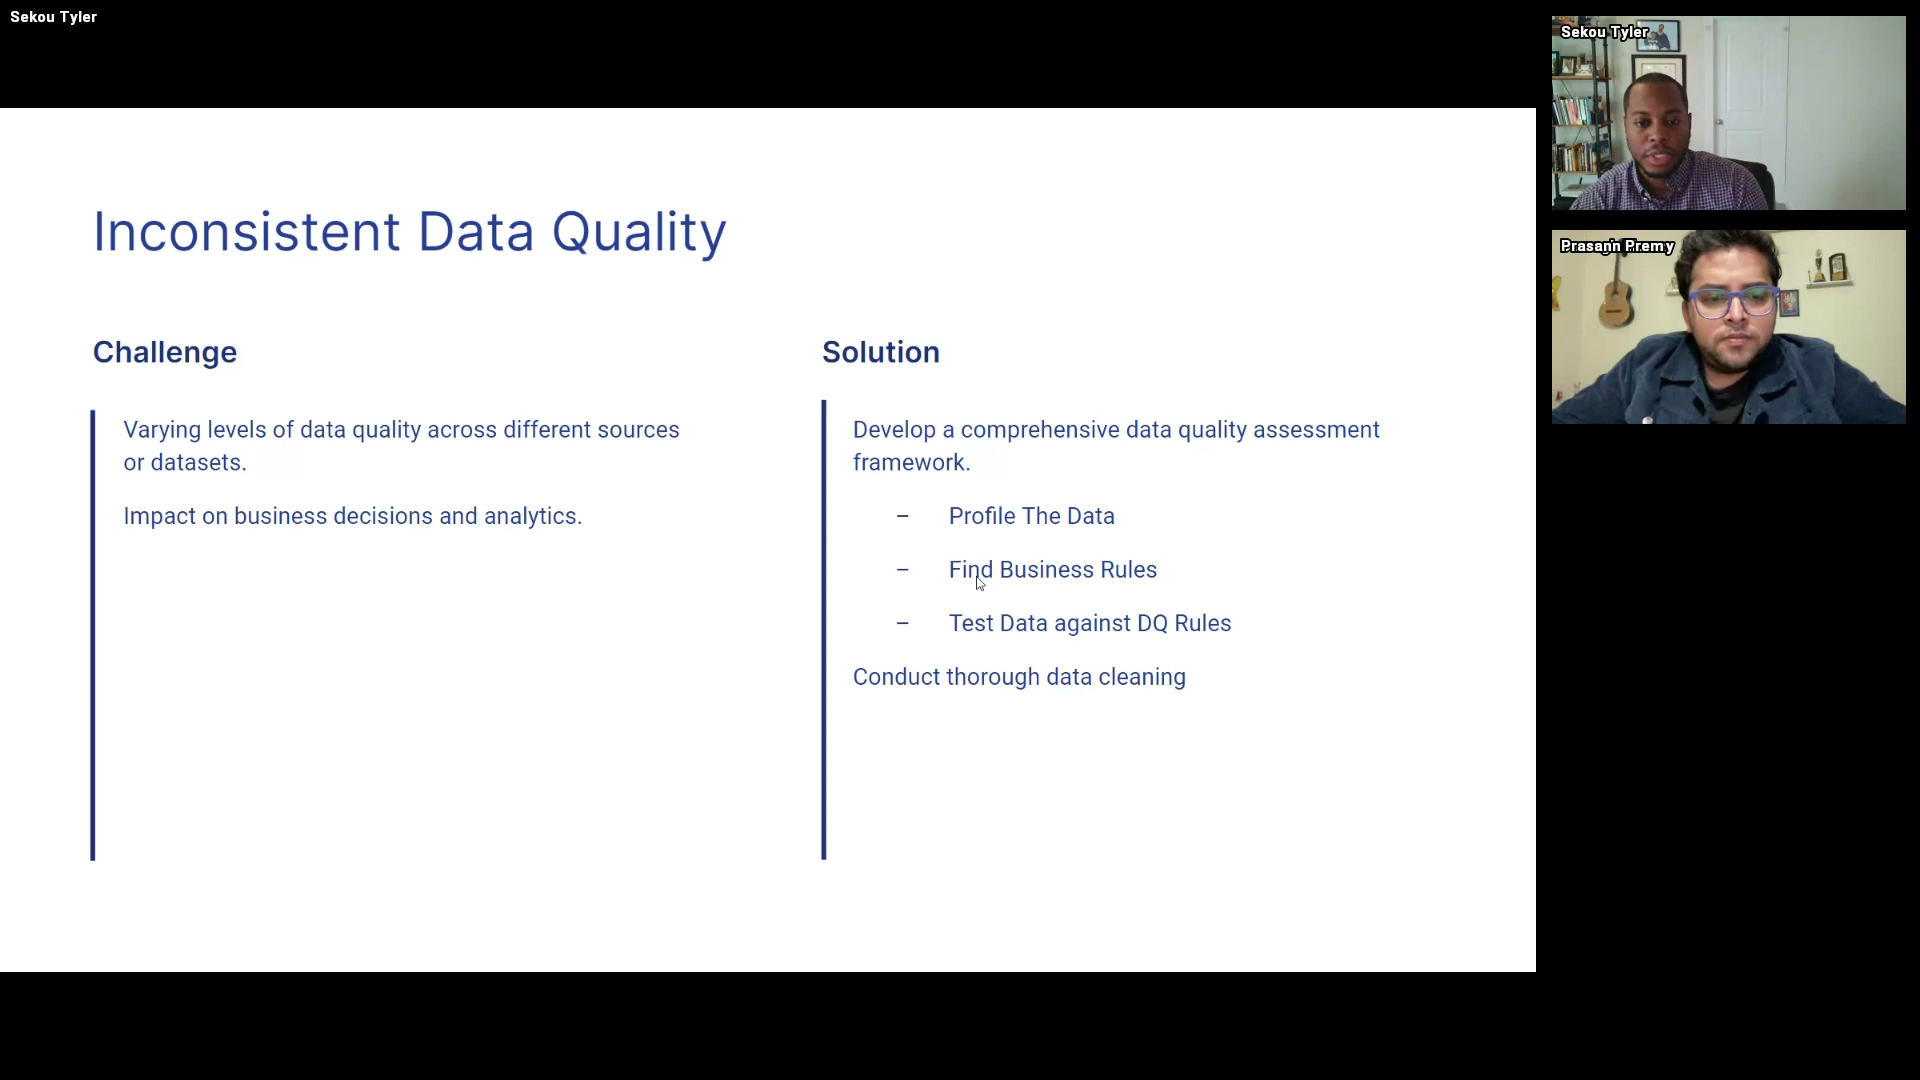 Sekou Tyler
Inconsistent Data Quality
Challenge
Varying levels of data quality across different sources
or datasets.
Impact on business decisions and analytics.
Solution
Develop a comprehensive data quality assessment
framework.
– Profile The Data
– Find Business Rules
– Test Data against DQ Rules
Conduct thorough data cleaning
Sekou Tyler
Prasann Premy